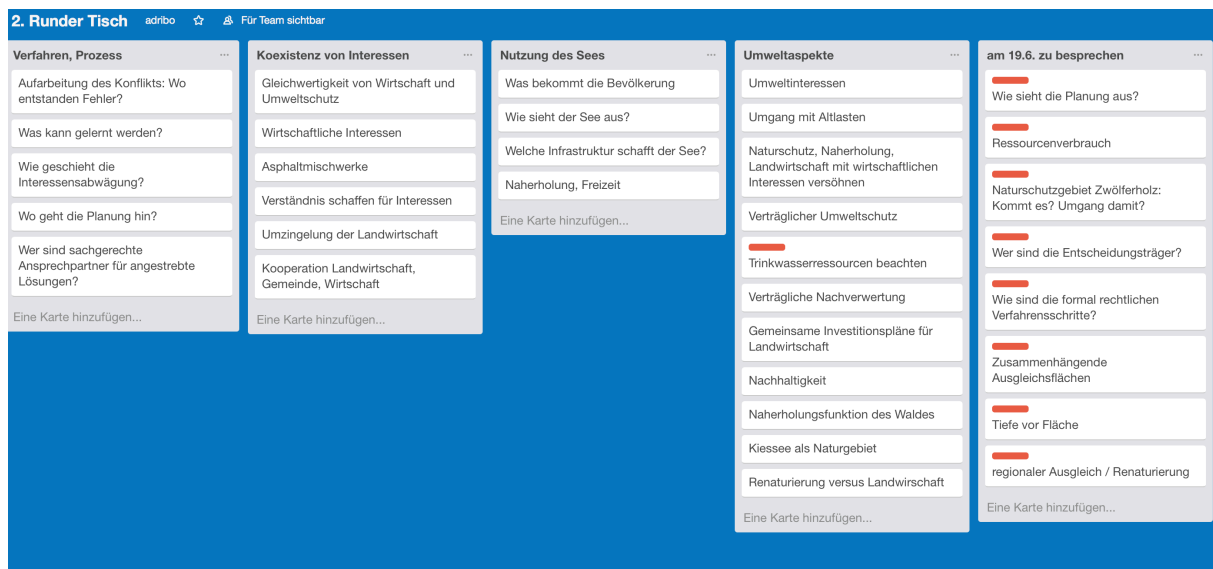 2. Runder Tisch adribo Für Team sichtbar
Verfahren, Prozess ...
Aufarbeitung des Konflikts: Wo
entstanden Fehler?
Was kann gelernt werden?
Wie geschieht die
Interessensabwägung?
Wo geht die Planung hin?
Wer sind sachgerechte
Ansprechpartner für angestrebte
Lösungen?
Eine Karte hinzufügen...
Koexistenz von Interessen ...
Gleichwertigkeit von Wirtschaft und
Umweltschutz
Wirtschaftliche Interessen
Asphaltmischwerke
Verständnis schaffen für Interessen
Umzingelung der Landwirtschaft
Kooperation Landwirtschaft,
Gemeinde, Wirtschaft
Eine Karte hinzufügen...
Nutzung des Sees ...
Was bekommt die Bevölkerung
Wie sieht der See aus?
Welche Infrastruktur schafft der See?
Naherholung, Freizeit
Eine Karte hinzufügen...
Umweltaspekte ...
Umweltinteressen
Umgang mit Altlasten
Naturschutz, Naherholung,
Landwirtschaft mit wirtschaftlichen
Interessen versöhnen
Verträglicher Umweltschutz
Trinkwasserressourcen beachten
Verträgliche Nachverwertung
Gemeinsame Investitionspläne für
Landwirtschaft
Nachhaltigkeit
Naherholungsfunktion des Waldes
Kiessee als Naturgebiet
Renaturierung versus Landwirschaft
Eine Karte hinzufügen...
am 19.6. zu besprechen ...
Wie sieht die Planung aus?
Ressourcenverbrauch
Naturschutzgebiet Zwölferholz:
Kommt es? Umgang damit?
Wer sind die Entscheidungsträger?
Wie sind die formal rechtlichen
Verfahrensschritte?
Zusammenhängende
Ausgleichsflächen
Tiefe vor Fläche
regionaler Ausgleich / Renaturierung
Eine Karte hinzufügen...